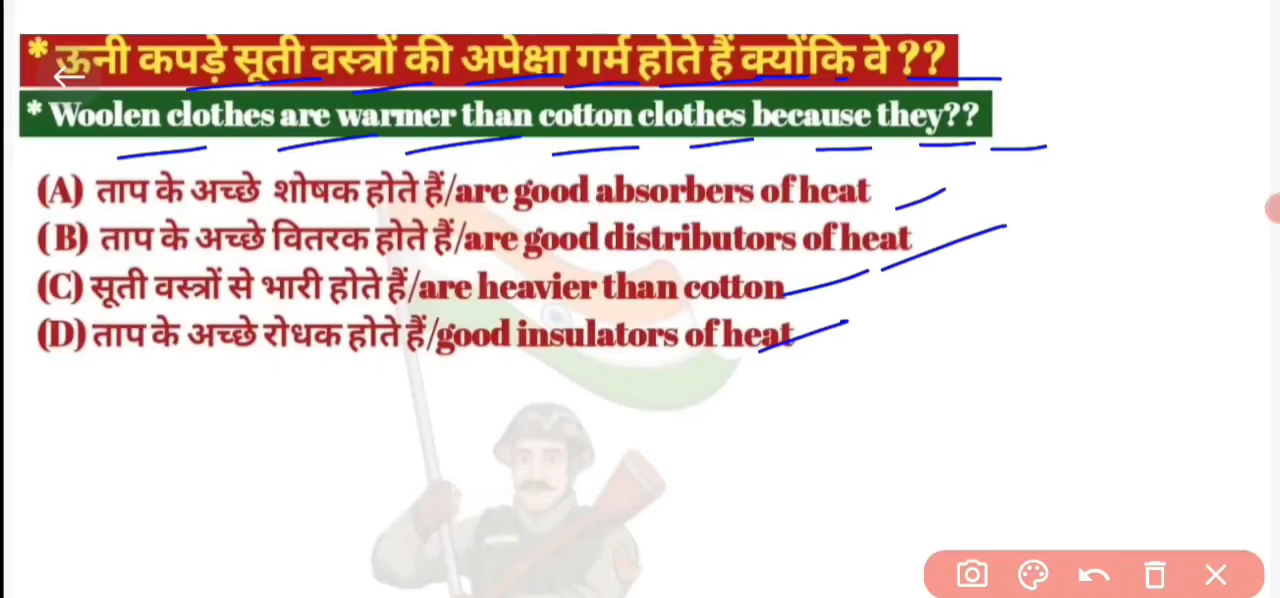 * ऊनी कपड़े सूती वस्त्रों की अपेक्षा गर्म होते हैं क्योंकि वे ??
* Woolen clothes are warmer than cotton clothes because they??
(A) ताप के अच्छे शोषक होते हैं/are good absorbers of heat
(B) ताप के अच्छे वितरक होते हैं/are good distributors of heat
(C) सूती वस्त्रों से भारी होते हैं/are heavier than cotton
(D) ताप के अच्छे रोधक होते हैं/good insulators of heat